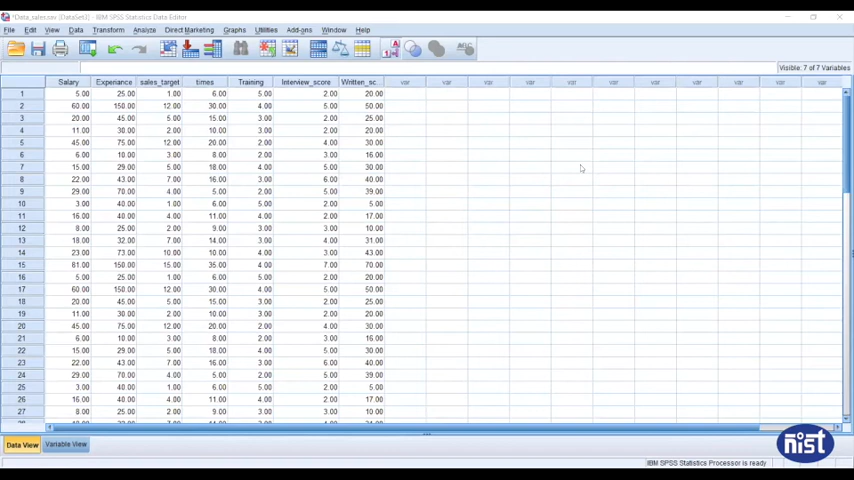 *Data_sales.sav [DataSet3] - IBM SPSS Statistics Data Editor
File Edit View Data Transform Analyze Direct Marketing Graphs Utilities Add-ons Window Help
Visible: 7 of 7 Variables
Salary Experiance sales_target times Training Interview_score Written_sc... var var var var var var var var var var var
1 5.00 25.00 1.00 6.00 5.00 2.00 20.00
2 60.00 150.00 12.00 30.00 4.00 5.00 50.00
3 20.00 45.00 5.00 15.00 3.00 2.00 25.00
4 11.00 30.00 2.00 10.00 3.00 2.00 20.00
5 45.00 75.00 12.00 20.00 2.00 4.00 30.00
6 6.00 10.00 3.00 8.00 2.00 3.00 16.00
7 15.00 29.00 5.00 18.00 4.00 5.00 30.00
8 22.00 43.00 7.00 16.00 3.00 6.00 40.00
9 29.00 70.00 4.00 5.00 2.00 5.00 39.00
10 3.00 40.00 1.00 6.00 5.00 2.00 5.00
11 16.00 40.00 4.00 11.00 4.00 2.00 17.00
12 8.00 25.00 2.00 9.00 3.00 3.00 10.00
13 18.00 32.00 7.00 14.00 3.00 4.00 31.00
14 23.00 73.00 10.00 10.00 4.00 3.00 43.00
15 61.00 150.00 15.00 35.00 4.00 7.00 70.00
16 5.00 25.00 1.00 6.00 5.00 2.00 20.00
17 60.00 150.00 12.00 30.00 4.00 5.00 50.00
18 20.00 45.00 5.00 15.00 3.00 2.00 25.00
19 11.00 30.00 2.00 10.00 3.00 2.00 20.00
20 45.00 75.00 12.00 20.00 2.00 4.00 30.00
21 6.00 10.00 3.00 8.00 2.00 3.00 16.00
22 15.00 29.00 5.00 18.00 4.00 5.00 30.00
23 22.00 43.00 7.00 16.00 3.00 6.00 40.00
24 29.00 70.00 4.00 5.00 2.00 5.00 39.00
25 3.00 40.00 1.00 6.00 5.00 2.00 5.00
26 16.00 40.00 4.00 11.00 4.00 2.00 17.00
27 8.00 25.00 2.00 9.00 3.00 3.00 10.00
Data View Variable View
nist
IBM SPSS Statistics Processor is ready